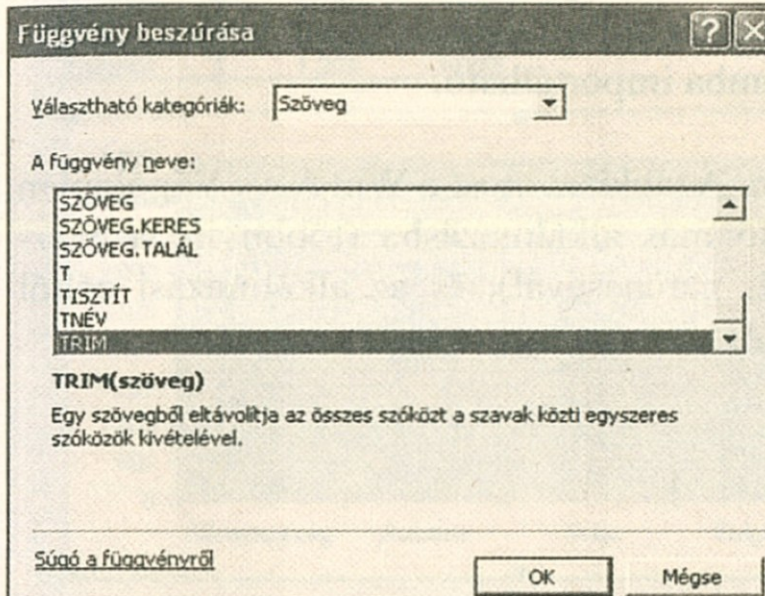 Függvény beszúrása
Választható kategóriák: Szöveg
A függvény neve:
SZÖVEG
SZÖVEG.KERES
SZÖVEG.TALÁL
T
TISZTÍT
TNÉV
TRIM
TRIM(szöveg)
Egy szövegből eltávolítja az összes szóközt a szavak közti egyszeres
szóközök kivételével.
Súgó a függvényről
OK Mégse